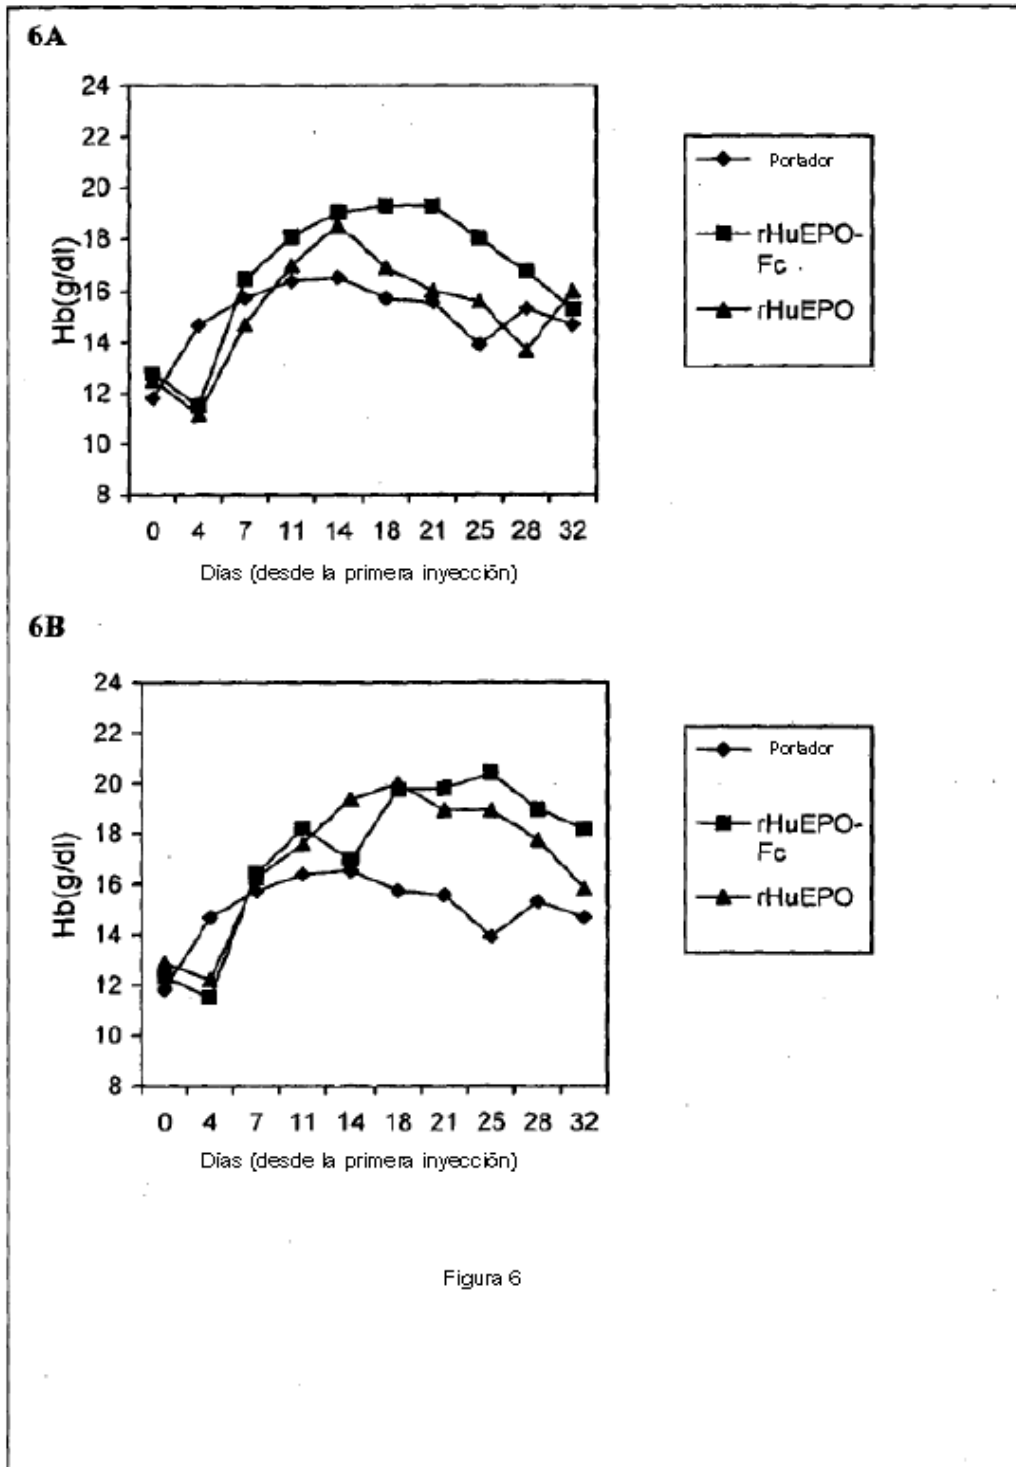 6A
24
22
20
18
16
14
12
10
8
Hb(g/dl)
0 4 7 11 14 18 21 25 28 32
Días (desde la primera inyección)
Portador
rHuEPO-
Fc
rHuEPO
6B
24
22
20
18
16
14
12
10
8
Hb(g/dl)
0 4 7 11 14 18 21 25 28 32
Días (desde la primera inyección)
Portador
rHuEPO-
Fc
rHuEPO
Figura 6